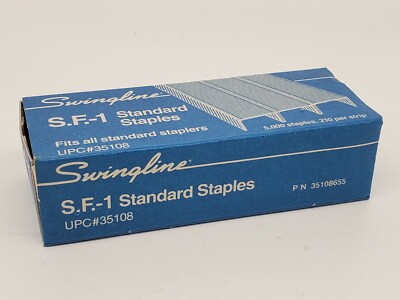 Swingline
S.F.-1 Standard
Staples
Fits all standard staplers
UPC#35108
5,000 staples, 210 per strip
Swingline
S.F.-1 Standard Staples
UPC#35108
P N 35108655